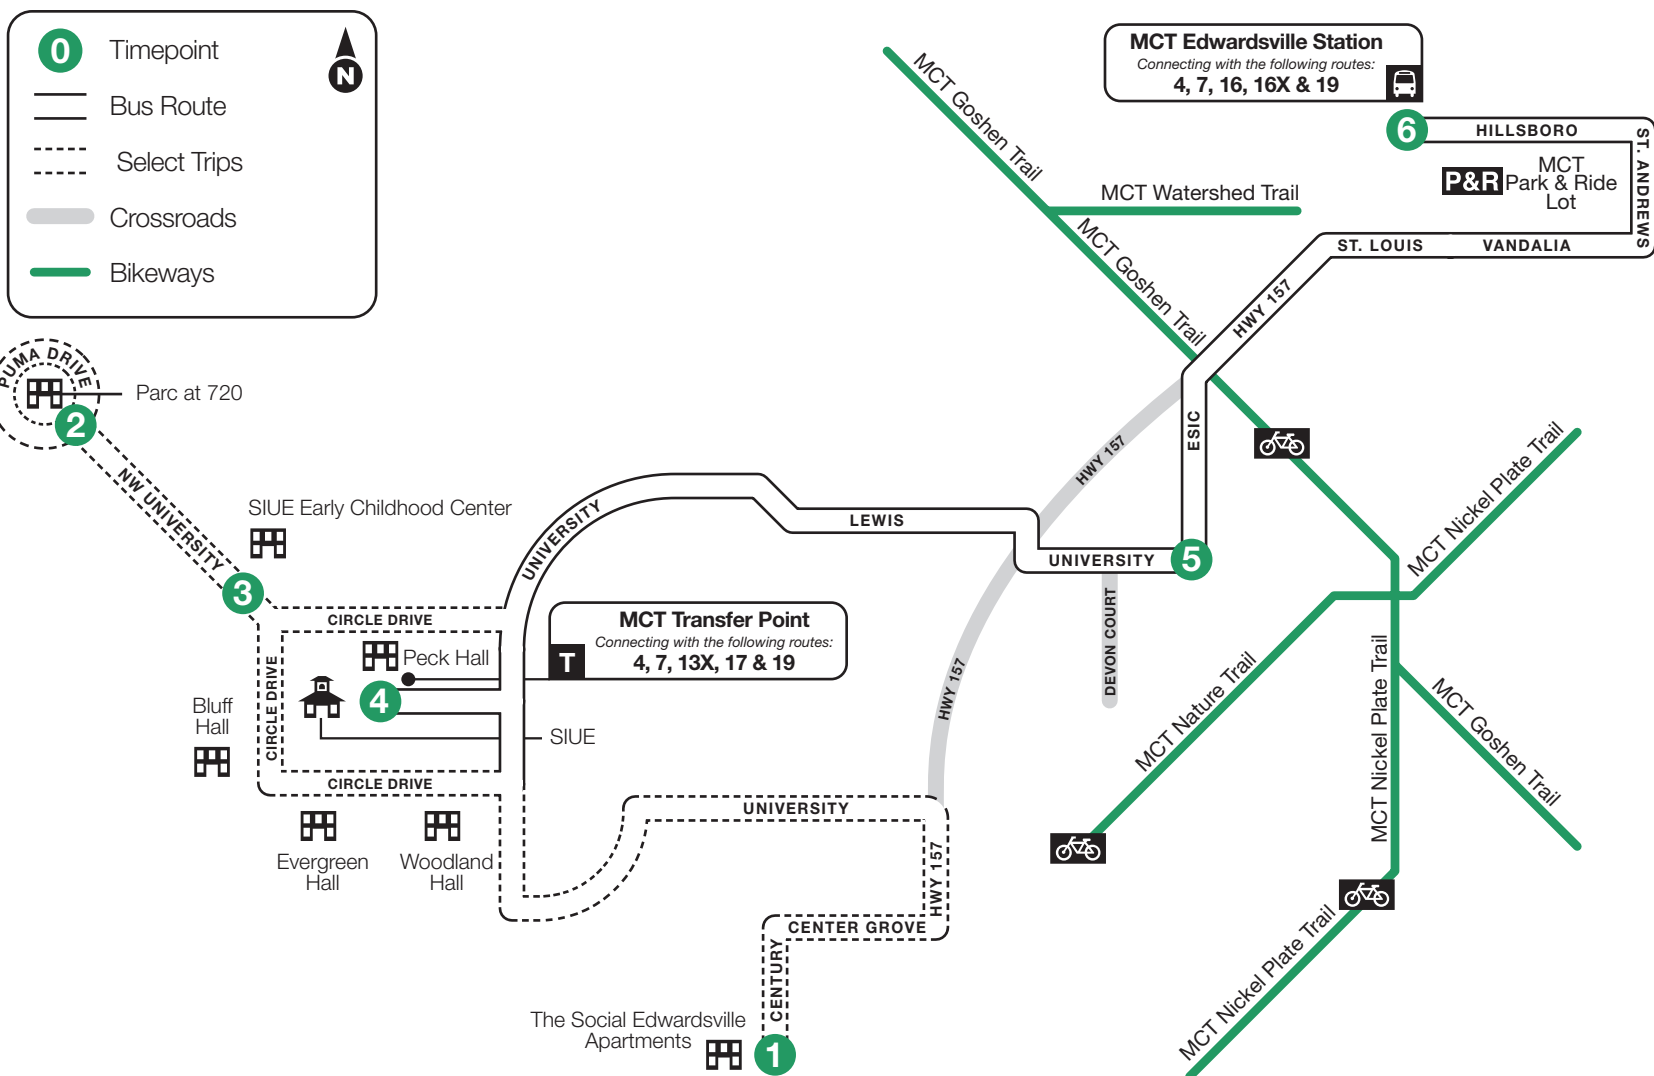 0 Timepoint
N
Bus Route
Select Trips
Crossroads
Bikeways
MCT Edwardsville Station
Connecting with the following routes:
4, 7, 16, 16X & 19
6
HILLSBORO
ST. ANDREWS
P&R
MCT
Park & Ride
Lot
ST. LOUIS
VANDALIA
HWY 157
MCT Goshen Trail
MCT Watershed Trail
MCT Goshen Trail
PUMA DRIVE
Parc at 720
2
NW UNIVERSITY
SIUE Early Childhood Center
3
CIRCLE DRIVE
UNIVERSITY
LEWIS
HWY 157
ESIC
UNIVERSITY
5
DEVON COURT
MCT Nickel Plate Trail
MCT Transfer Point
Connecting with the following routes:
T
4, 7, 13X, 17 & 19
Peck Hall
4
CIRCLE DRIVE
SIUE
Bluff
Hall
CIRCLE DRIVE
Evergreen
Hall
Woodland
Hall
UNIVERSITY
HWY 157
HWY 157
CENTER GROVE
CENTURY
The Social Edwardsville
Apartments
1
MCT Nature Trail
MCT Nickel Plate Trail
MCT Goshen Trail
MCT Nickel Plate Trail